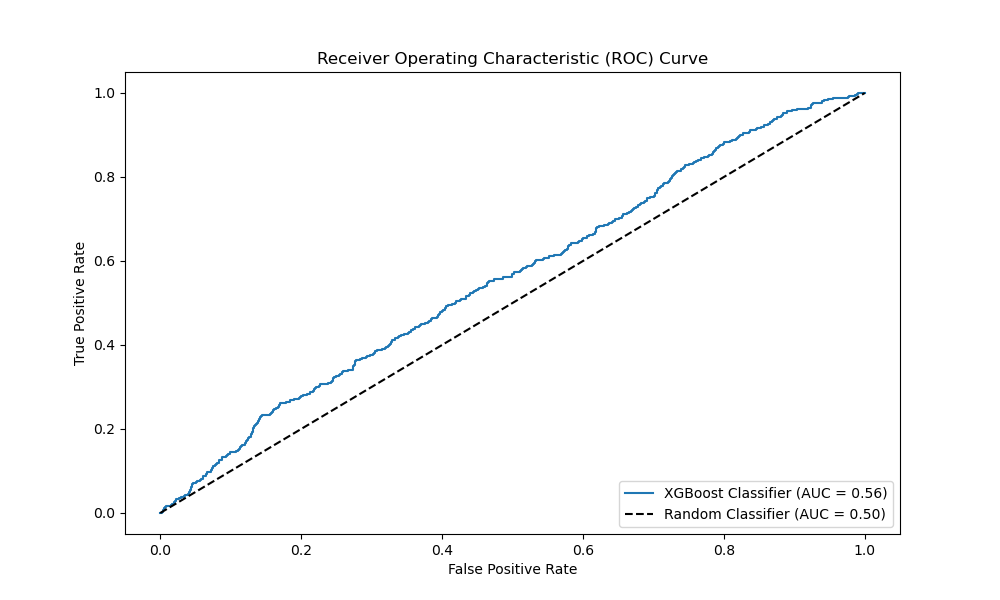 Receiver Operating Characteristic (ROC) Curve
True Positive Rate
1.0
0.8
0.6
0.4
0.2
0.0
XGBoost Classifier (AUC = 0.56)
Random Classifier (AUC = 0.50)
0.0 0.2 0.4 0.6 0.8 1.0
False Positive Rate